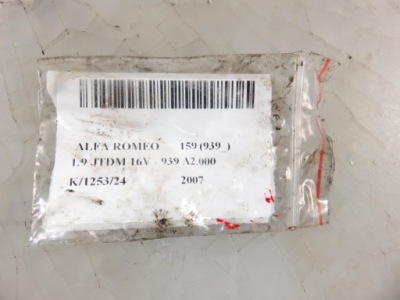 ALFA ROMEO 159 (939_)
1.9 JTDM 16V - 939 A2.000
K/1253/24 2007